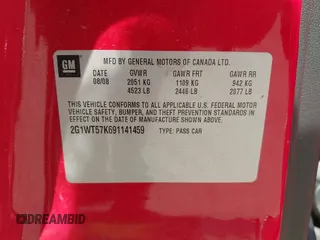 GM
MFD BY GENERAL MOTORS OF CANADA LTD.
DATE GVWR GAWR FRT GAWR RR
08/08 2051 KG 1109 KG 942 KG
4523 LB 2446 LB 2077 LB
THIS VEHICLE CONFORMS TO ALL APPLICABLE U.S. FEDERAL MOTOR
VEHICLE SAFETY, BUMPER, AND THEFT PREVENTION STANDARDS
IN EFFECT ON THE DATE OF MANUFACTURE SHOWN ABOVE.
2G1WT57K691141459 TYPE: PASS CAR
DREAMBID